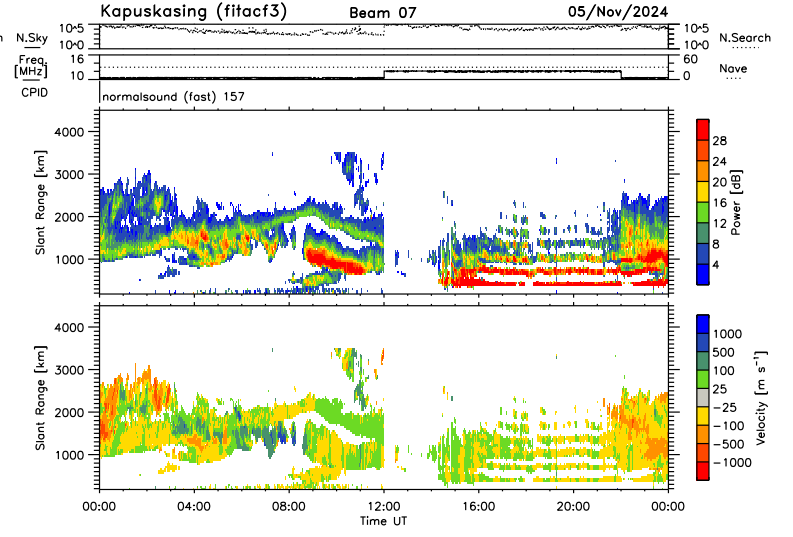 Kapuskasing (fitacf3) Beam 07 05/Nov/2024
N.Sky 10^5 10^0 10^5 10^0 N.Search
Freq. [MHz] 16 10 60 0 Nave
CPID normalsound (fast) 157
Slant Range [km] 4000 3000 2000 1000
28 24 20 16 12 8 4 Power [dB]
Slant Range [km] 4000 3000 2000 1000
1000 500 100 25 -25 -100 -500 -1000 Velocity [m s⁻¹]
00:00 04:00 08:00 12:00 16:00 20:00 00:00
Time UT